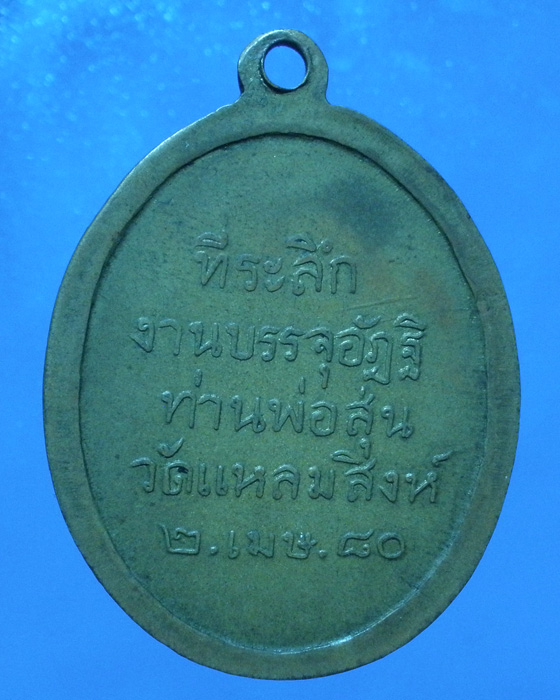 ที่ระลึก
งานบรรจุอัฏฐิ
ท่านพ่อสุ่น
วัดแหลมสิงห์
๒.เมษ.๘๐